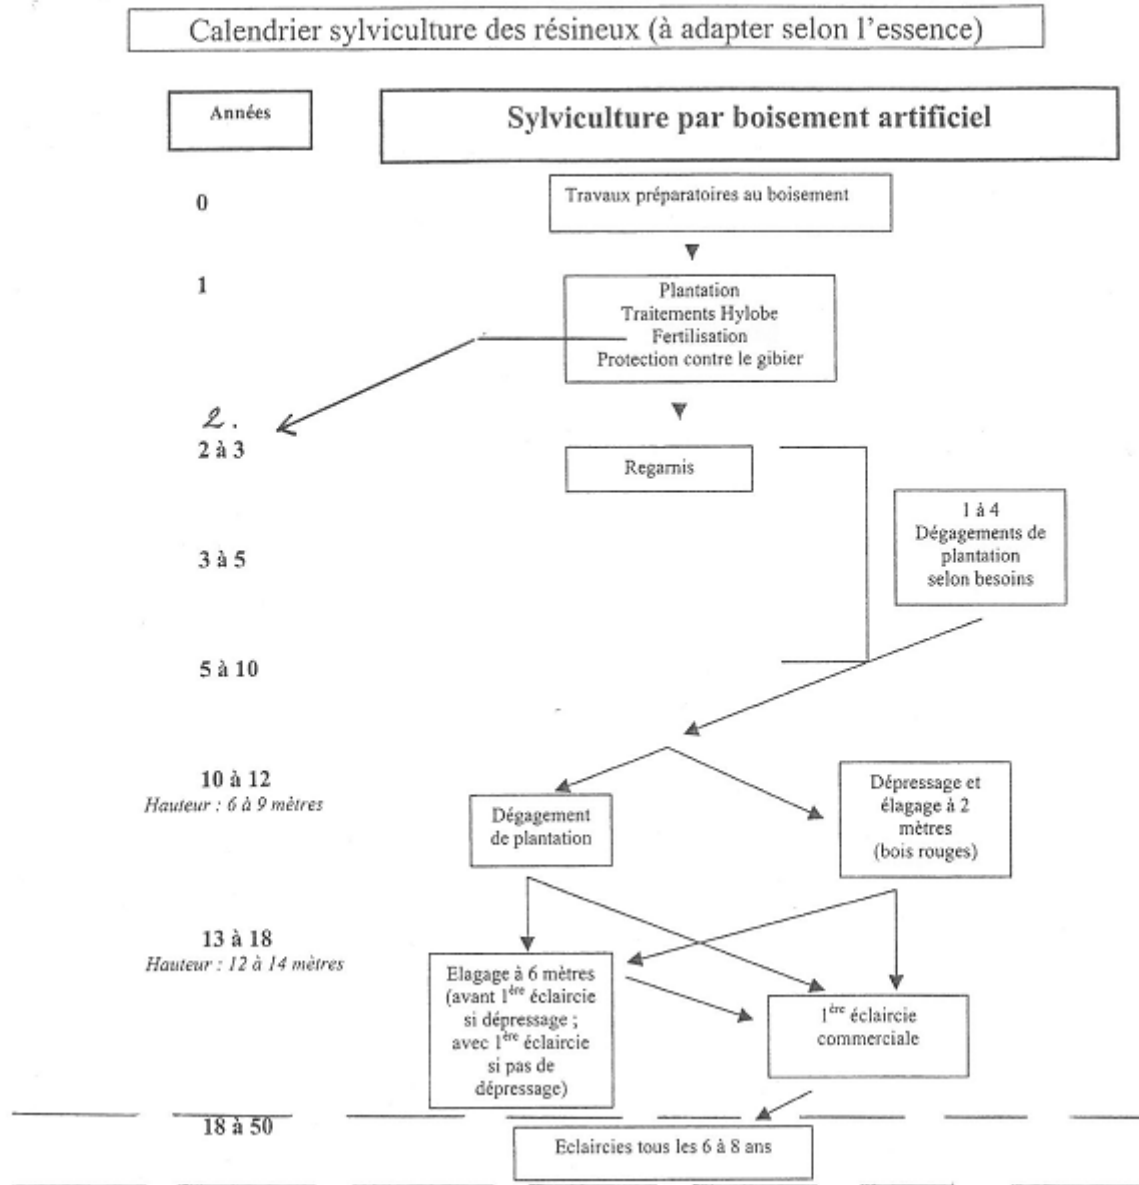 Calendrier sylviculture des résineux (à adapter selon l'essence)
Années
Sylviculture par boisement artificiel
0
Travaux préparatoires au boisement
1
Plantation
Traitements Hylobe
Fertilisation
Protection contre le gibier
2.
2 à 3
Regarnis
1 à 4
Dégagements de
plantation
selon besoins
3 à 5
5 à 10
10 à 12
Hauteur : 6 à 9 mètres
Dégagement
de plantation
Dépressage et
élagage à 2
mètres
(bois rouges)
13 à 18
Hauteur : 12 à 14 mètres
Elagage à 6 mètres
(avant 1ère éclaircie
si dépressage ;
avec 1ère éclaircie
si pas de
dépressage)
1ère éclaircie
commerciale
18 à 50
Eclaircies tous les 6 à 8 ans